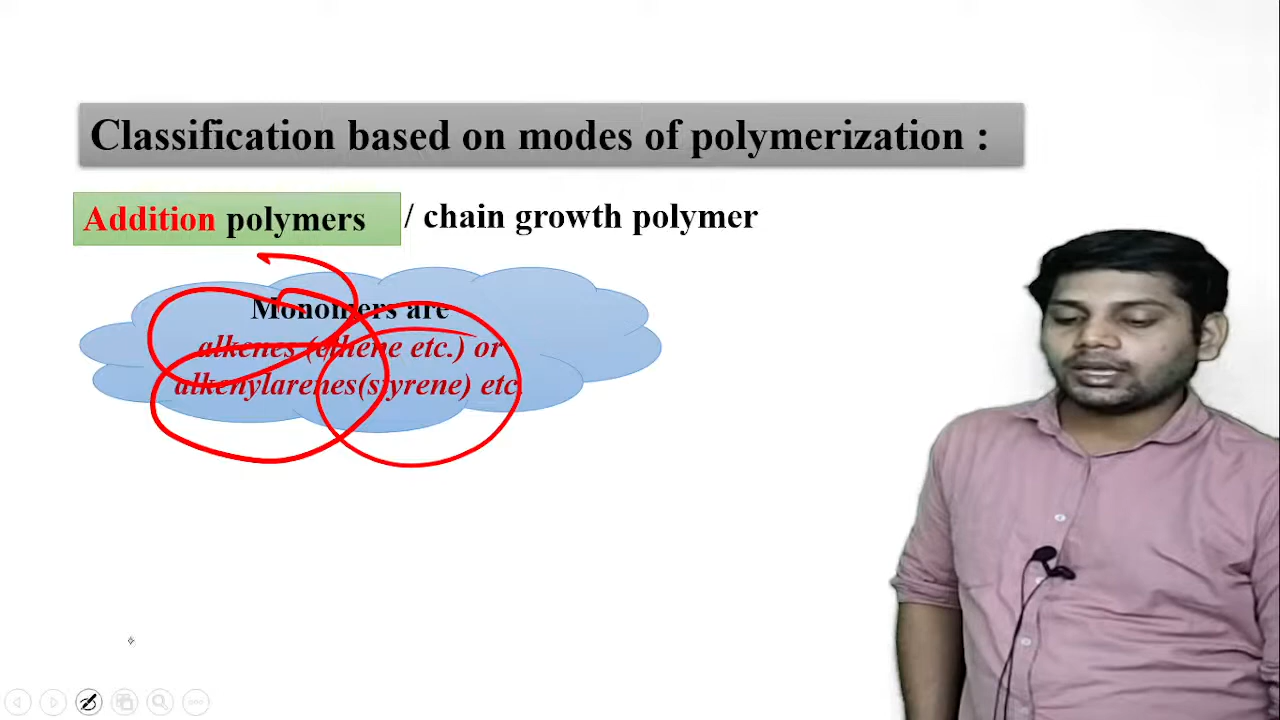 Classification based on modes of polymerization :
Addition polymers / chain growth polymer
Monomers are
alkenes (ethene etc.) or
alkenylarenes(styrene) etc.